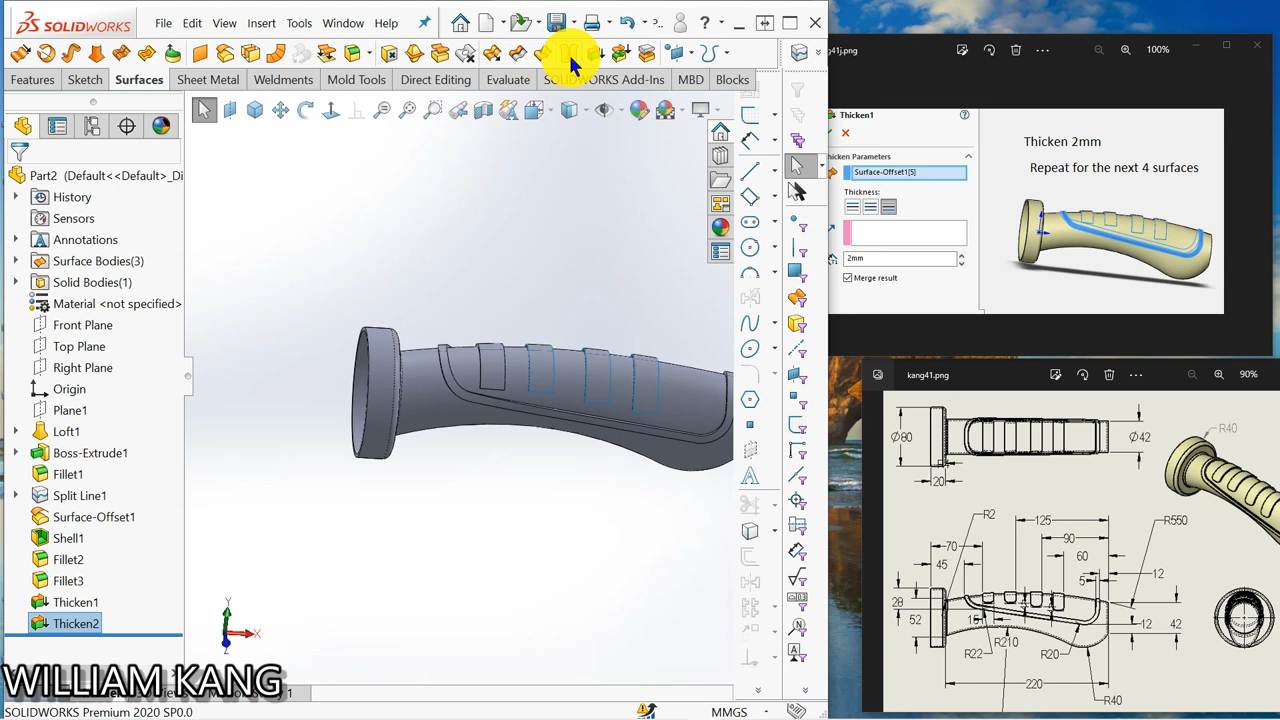 SOLIDWORKS
File Edit View Insert Tools Window Help
Features Sketch Surfaces Sheet Metal Weldments Mold Tools Direct Editing Evaluate SOLIDWORKS Add-Ins MBD Blocks
Part2 (Default<<Default>_Di
History
Sensors
Annotations
Surface Bodies(3)
Solid Bodies(1)
Material <not specified>
Front Plane
Top Plane
Right Plane
Origin
Plane1
Loft1
Boss-Extrude1
Fillet1
Split Line1
Surface-Offset1
Shell1
Fillet2
Fillet3
Thicken1
Thicken2
Y
X
Z
WILLIAM KANG
1
SOLIDWORKS Premium 2020 SP0.0
MMGS
41j.png
100%
Thicken1
hicken Parameters
Surface-Offset1[5]
Thickness:
2mm
Merge result
Thicken 2mm
Repeat for the next 4 surfaces
kang41.png
90%
Ø80
Ø42
R40
20
R2
125
R550
70
90
45
60
12
5
28
52
15
12
42
R22
R210
R20
220
R40